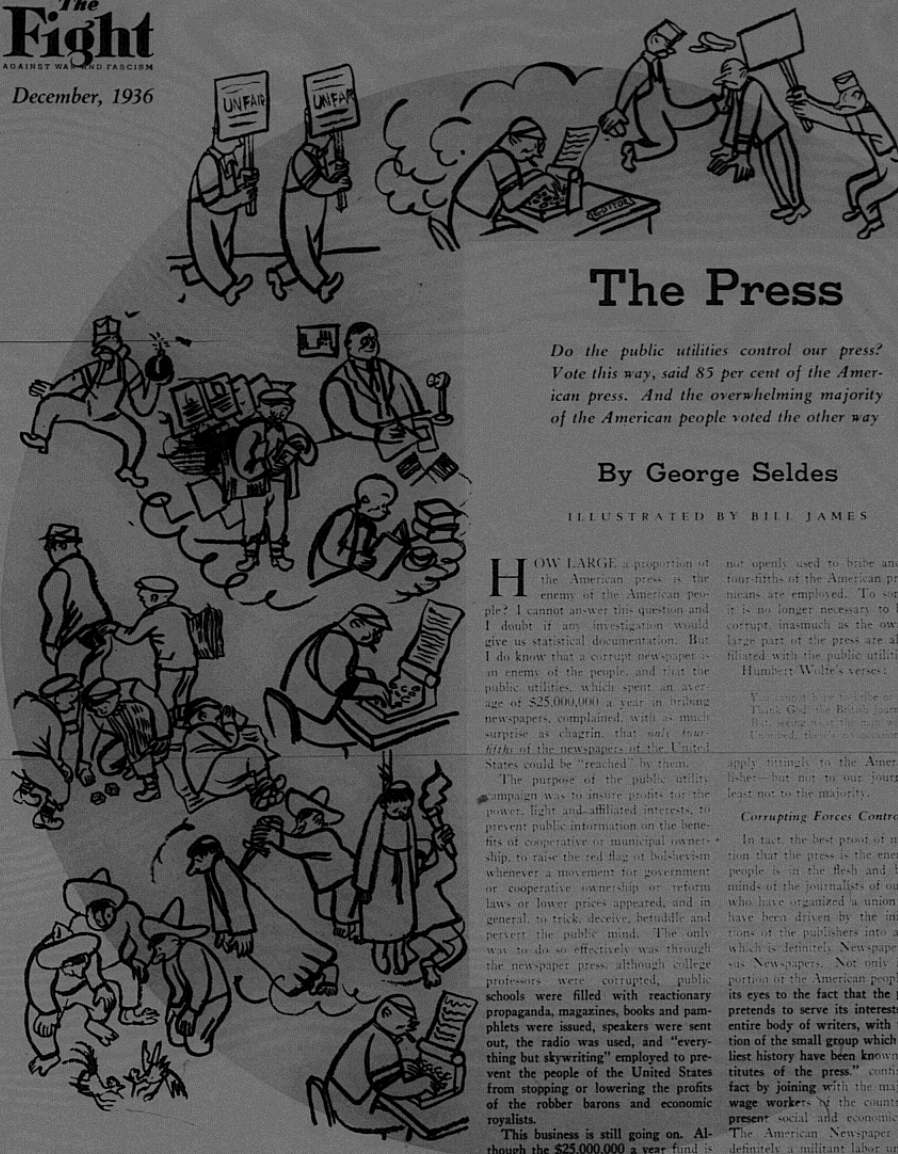 The
Fight
AGAINST WAR AND FASCISM
December, 1936
UNFAIR
UNFAI
EDITOR
The Press
Do the public utilities control our press?
Vote this way, said 85 per cent of the Amer-
ican press. And the overwhelming majority
of the American people voted the other way
By George Seldes
ILLUSTRATED BY BILL JAMES
HOW LARGE a proportion of
the American press is the
enemy of the American peo-
ple? I cannot answer this question and
I doubt if any investigation would
give us statistical documentation. But
I do know that a corrupt newspaper is
an enemy of the people, and that the
public utilities, which spent an aver-
age of $25,000,000 a year in bribing
newspapers, complained, with as much
surprise as chagrin, that only four-
fifths of the newspapers of the United
States could be "reached" by them.
The purpose of the public utility
campaign was to insure profits for the
power, light and affiliated interests, to
prevent public information on the bene-
fits of cooperative or municipal owner-
ship, to raise the red flag of bolshevism
whenever a movement for government
or cooperative ownership or reform
laws or lower prices appeared, and in
general, to trick, deceive, befuddle and
pervert the public mind. The only
way to do so effectively was through
the newspaper press, although college
professors were corrupted, public
schools were filled with reactionary
propaganda, magazines, books and pam-
phlets were issued, speakers were sent
out, the radio was used, and "every-
thing but skywriting" employed to pre-
vent the people of the United States
from stopping or lowering the profits
of the robber barons and economic
royalists.
This business is still going on. Al-
though the $25,000,000 a year fund is
not openly used to bribe and
four-fifths of the American pr
means are employed. To som
it is no longer necessary to b
corrupt, inasmuch as the ow
large part of the press are al
filiated with the public utiliti
Humbert Wolfe's verses:
Thank God! the British journ
apply fittingly to the Amer
lisher—but not to our journ
least not to the majority.
Corrupting Forces Contro
In fact, the best proof of m
tion that the press is the ene
people is in the flesh and b
minds of the journalists of ou
who have organized a union
have been driven by the in
tions of the publishers into a
which is definitely Newspape
sus Newspapers. Not only
portion of the American peopl
its eyes to the fact that the p
pretends to serve its interests
entire body of writers, with
tion of the small group which
liest history have been known
titutes of the press." confi
fact by joining with the maj
wage workers of the countr
present social and economic
The American Newspaper
definitely a militant labor un